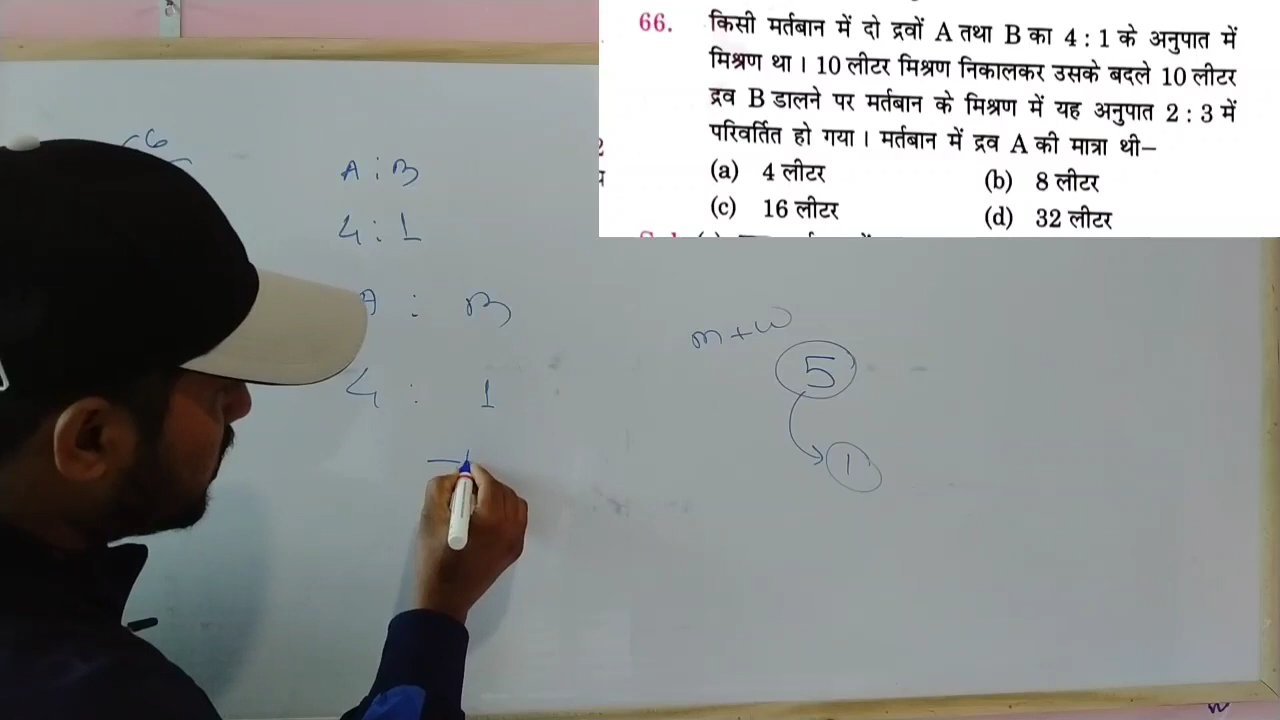 66. किसी मर्तबान में दो द्रवों A तथा B का 4 : 1 के अनुपात में
मिश्रण था । 10 लीटर मिश्रण निकालकर उसके बदले 10 लीटर
द्रव B डालने पर मर्तबान के मिश्रण में यह अनुपात 2 : 3 में
परिवर्तित हो गया । मर्तबान में द्रव A की मात्रा थी–
(a) 4 लीटर (b) 8 लीटर
(c) 16 लीटर (d) 32 लीटर
A : B
4 : 1
A : B
4 : 1
m + w
5
1